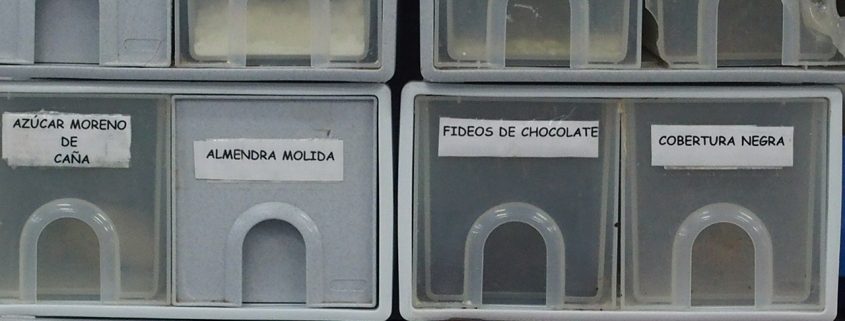 AZÚCAR MORENO
DE
CAÑA
ALMENDRA MOLIDA
FIDEOS DE CHOCOLATE
COBERTURA NEGRA